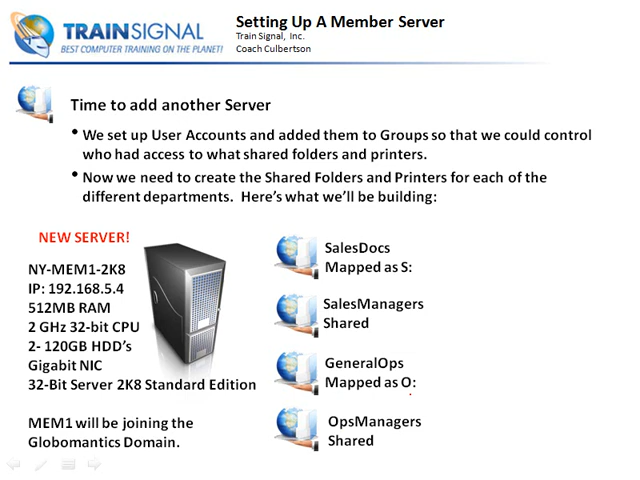 TRAINSIGNAL
BEST COMPUTER TRAINING ON THE PLANET!
Setting Up A Member Server
Train Signal, Inc.
Coach Culbertson
Time to add another Server
• We set up User Accounts and added them to Groups so that we could control
who had access to what shared folders and printers.
• Now we need to create the Shared Folders and Printers for each of the
different departments. Here's what we'll be building:
NEW SERVER!
NY-MEM1-2K8
IP: 192.168.5.4
512MB RAM
2 GHz 32-bit CPU
2- 120GB HDD's
Gigabit NIC
32-Bit Server 2K8 Standard Edition
MEM1 will be joining the
Globomantics Domain.
SalesDocs
Mapped as S:
SalesManagers
Shared
GeneralOps
Mapped as O:
OpsManagers
Shared